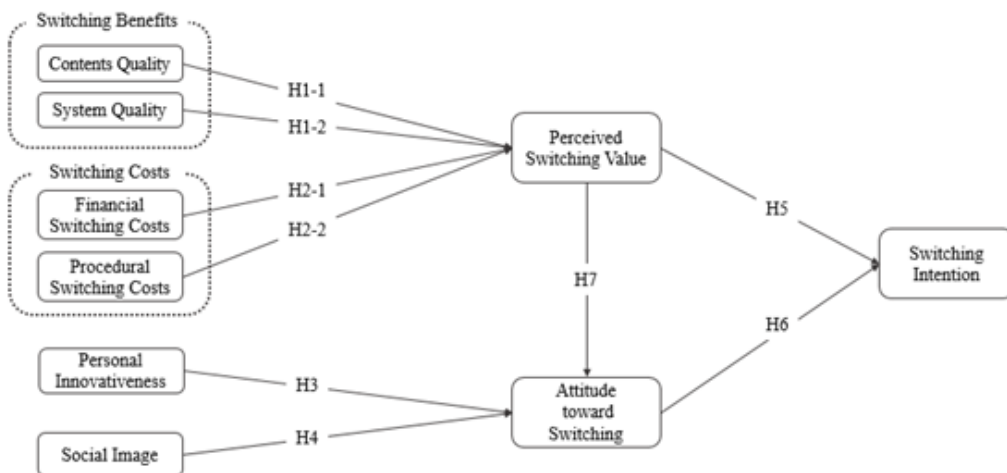 Switching Benefits
Contents Quality
System Quality
H1-1
H1-2
Switching Costs
Financial
Switching Costs
Procedural
Switching Costs
H2-1
H2-2
Perceived
Switching Value
H5
H7
Switching
Intention
H6
Personal
Innovativeness
H3
Social Image
H4
Attitude
toward
Switching